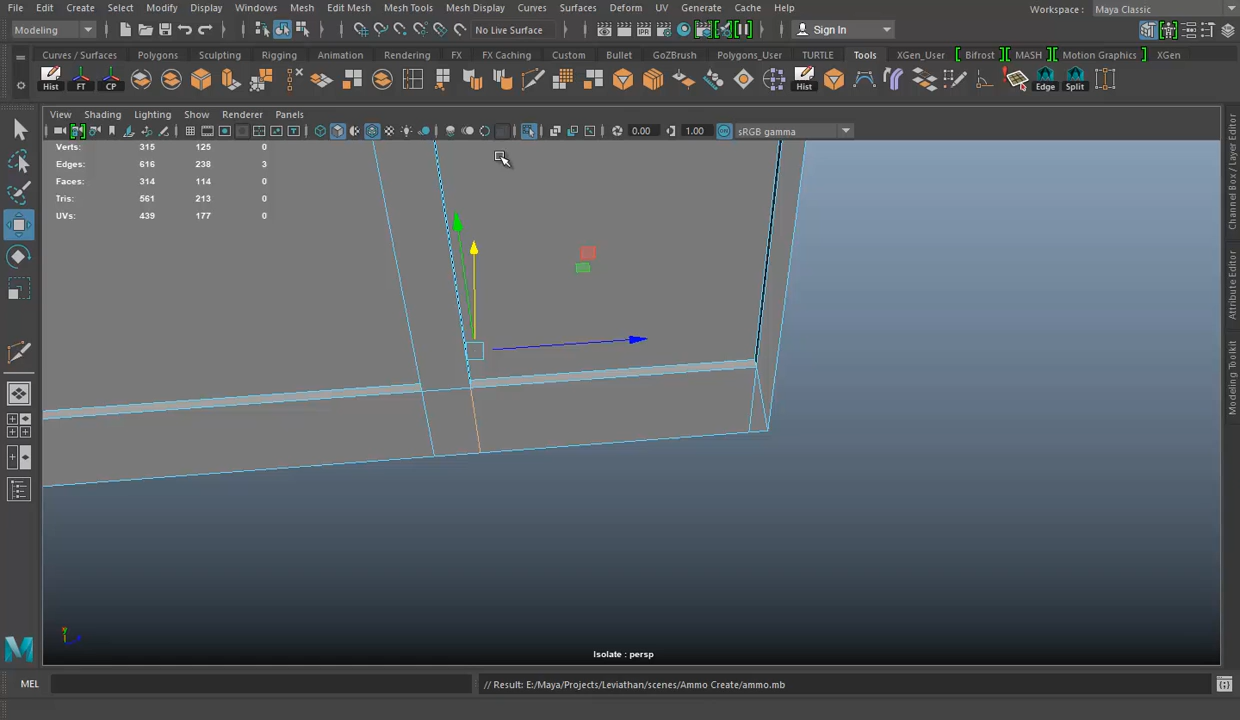 File Edit Create Select Modify Display Windows Mesh Edit Mesh Mesh Tools Mesh Display Curves Surfaces Deform UV Generate Cache Help Workspace : Maya Classic
Modeling No Live Surface Sign In
Curves / Surfaces Polygons Sculpting Rigging Animation Rendering FX FX Caching Custom Bullet GoZBrush Polygons_User TURTLE Tools XGen_User Bifrost MASH Motion Graphics XGen
Hist FT CP Hist Edge Split
View Shading Lighting Show Renderer Panels
0.00 1.00 sRGB gamma
Verts: 315 125 0
Edges: 616 238 3
Faces: 314 114 0
Tris: 561 213 0
UVs: 439 177 0
Channel Box / Layer Editor
Attribute Editor
Modeling Toolkit
Isolate : persp
MEL // Result: E:/Maya/Projects/Leviathan/scenes/Ammo Create/ammo.mb